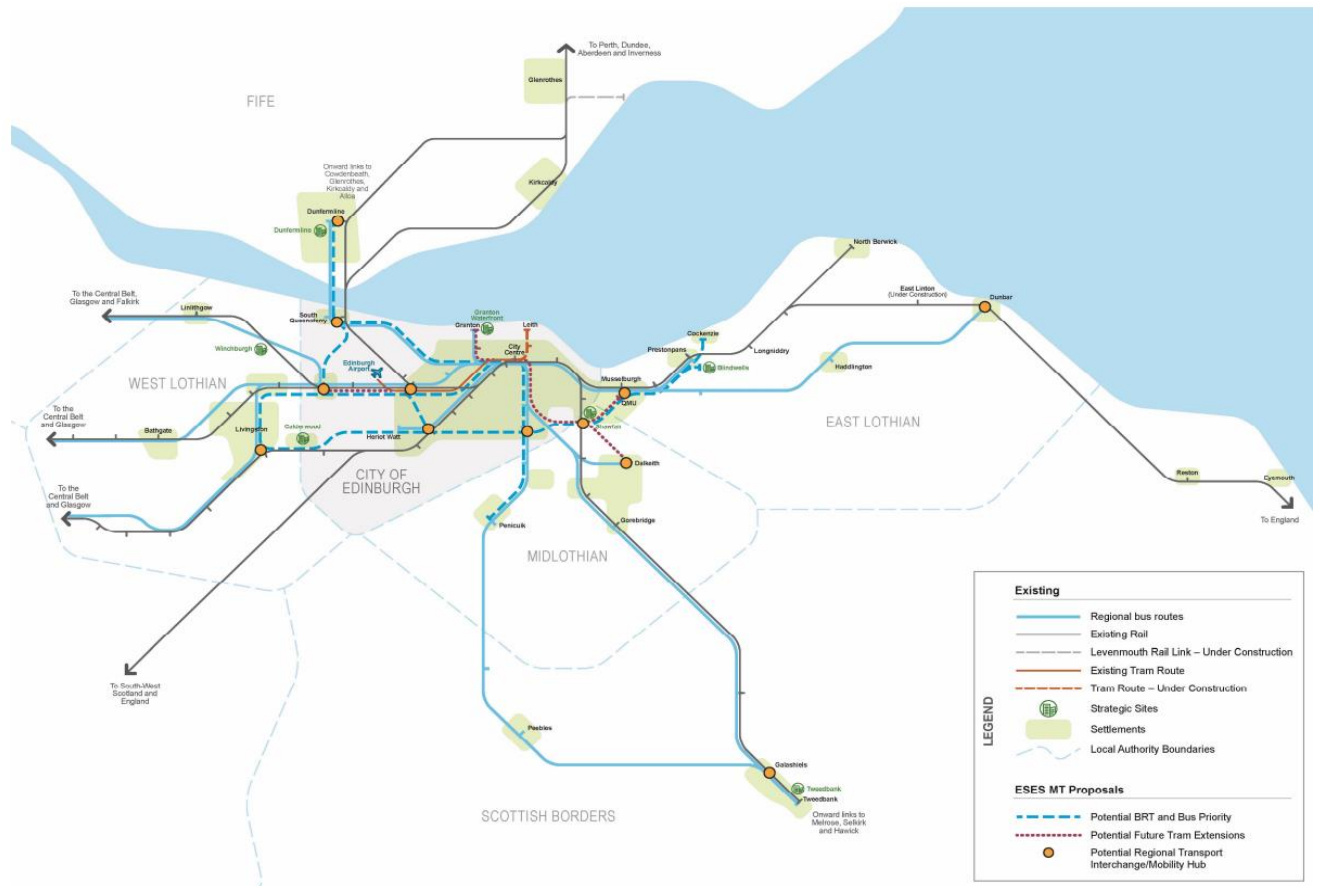 To Perth, Dundee,
Aberdeen and Inverness
Glenrothes
FIFE
Onward links to
Cowdenbeath,
Glenrothes,
Kirkcaldy and
Alloa
Kirkcaldy
Dunfermline
Dunfermline
North Berwick
To the Central Belt,
Glasgow and Falkirk
Linlithgow
South
Queensferry
Granton
Waterfront
Granton
Leith
East Linton
(Under Construction)
Dunbar
Winchburgh
City
Centre
Cockenzie
Prestonpans
Longniddry
Edinburgh
Airport
Blindwells
Haddington
WEST LOTHIAN
Musselburgh
QMU
To the
Central Belt
and Glasgow
Bathgate
Livingston
Heriot Watt
EAST LOTHIAN
Dalkeith
CITY OF
EDINBURGH
To the
Central Belt
and Glasgow
Reston
To England
Penicuik
Gorebridge
MIDLOTHIAN
To South-West
Scotland and
England
Peebles
Galashiels
Tweedbank
Tweedbank
Onward links to
Melrose, Selkirk
and Hawick
SCOTTISH BORDERS
LEGEND
Existing
Regional bus routes
Existing Rail
Levenmouth Rail Link – Under Construction
Existing Tram Route
Tram Route – Under Construction
Strategic Sites
Settlements
Local Authority Boundaries
ESES MT Proposals
Potential BRT and Bus Priority
Potential Future Tram Extensions
Potential Regional Transport
Interchange/Mobility Hub